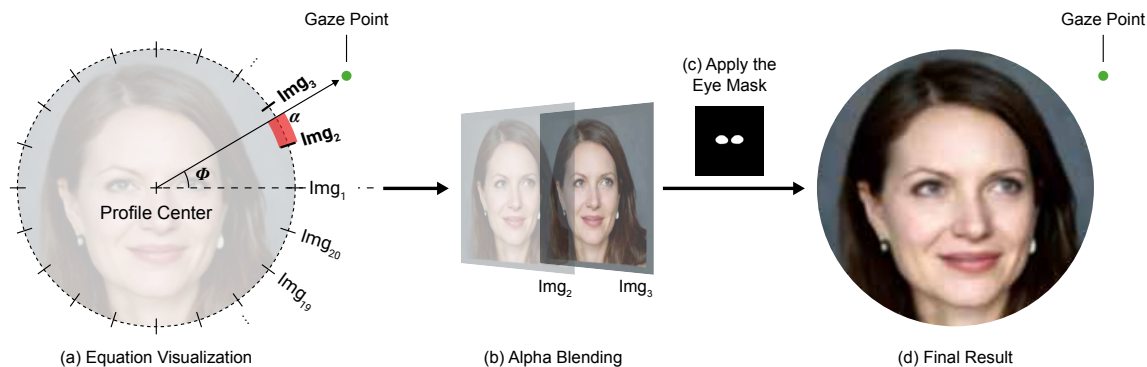 Gaze Point
Img3
α
Img2
Φ
Profile Center
Img1
Img20
Img19
(a) Equation Visualization
Img2
Img3
(b) Alpha Blending
(c) Apply the
Eye Mask
Gaze Point
(d) Final Result